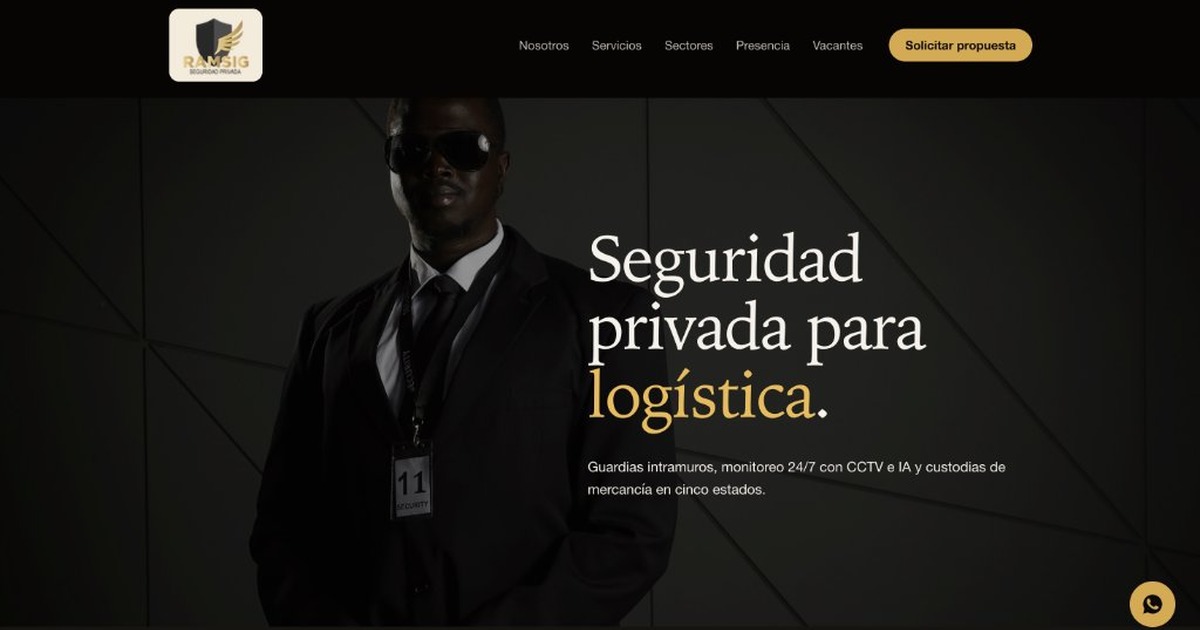 RAMSIG
SEGURIDAD PRIVADA
Nosotros
Servicios
Sectores
Presencia
Vacantes
Solicitar propuesta
Seguridad
privada para
logística.
Guardias intramuros, monitoreo 24/7 con CCTV e IA y custodias de
mercancía en cinco estados.
11
SECURITY